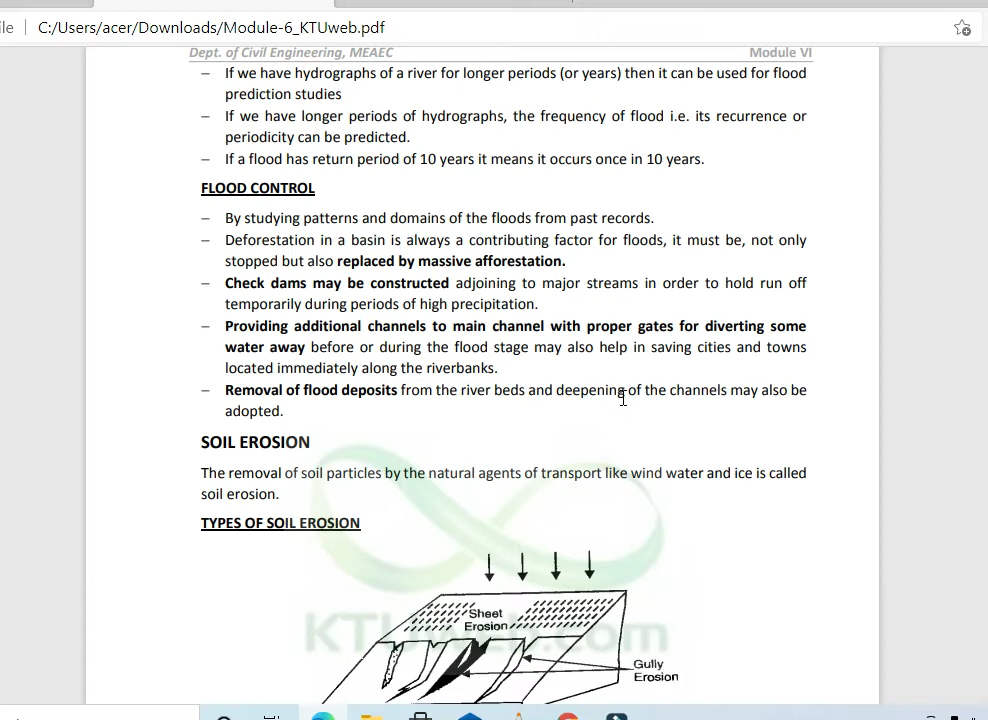 ile | C:/Users/acer/Downloads/Module-6_KTUweb.pdf
Dept. of Civil Engineering, MEAEC Module VI
– If we have hydrographs of a river for longer periods (or years) then it can be used for flood
prediction studies
– If we have longer periods of hydrographs, the frequency of flood i.e. its recurrence or
periodicity can be predicted.
– If a flood has return period of 10 years it means it occurs once in 10 years.
FLOOD CONTROL
– By studying patterns and domains of the floods from past records.
– Deforestation in a basin is always a contributing factor for floods, it must be, not only
stopped but also replaced by massive afforestation.
– Check dams may be constructed adjoining to major streams in order to hold run off
temporarily during periods of high precipitation.
– Providing additional channels to main channel with proper gates for diverting some
water away before or during the flood stage may also help in saving cities and towns
located immediately along the riverbanks.
– Removal of flood deposits from the river beds and deepening of the channels may also be
adopted.
SOIL EROSION
The removal of soil particles by the natural agents of transport like wind water and ice is called
soil erosion.
TYPES OF SOIL EROSION
Sheet
Erosion
KTUweb.com
Gully
Erosion